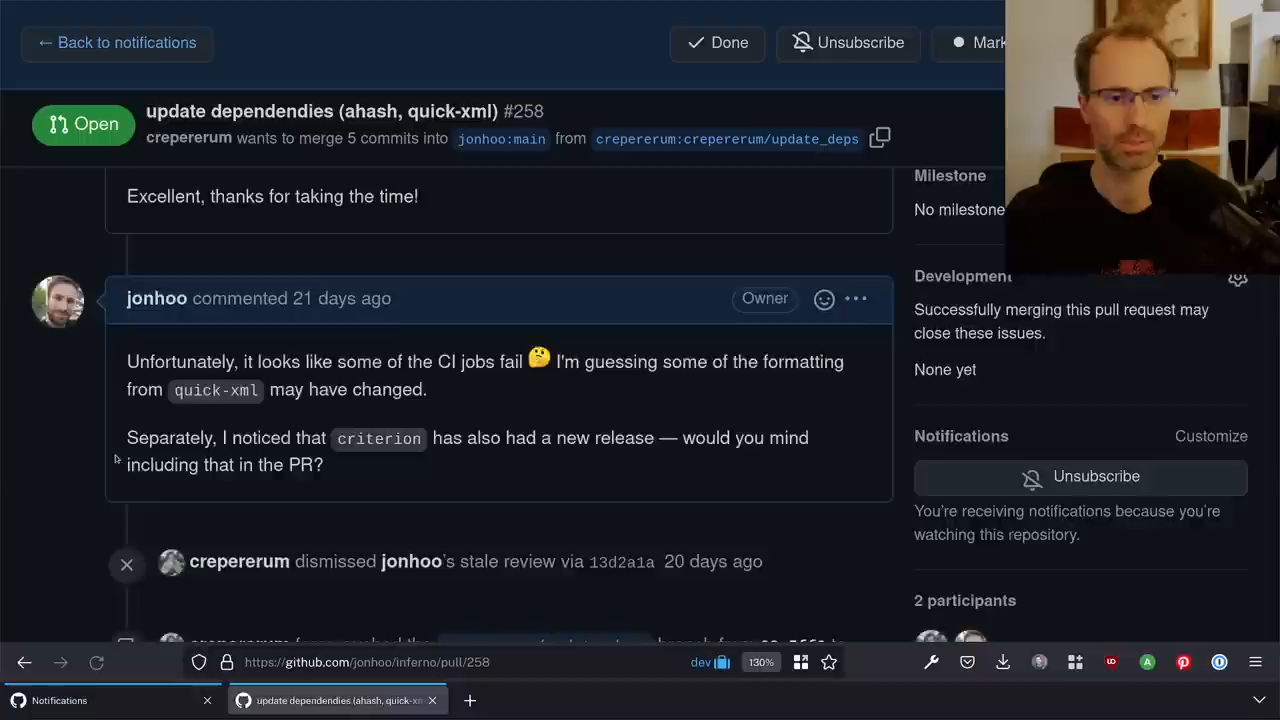 ← Back to notifications
Done
Unsubscribe
Mark
Open
update dependendies (ahash, quick-xml) #258
crepererum wants to merge 5 commits into jonhoo:main from crepererum:crepererum/update_deps
Excellent, thanks for taking the time!
Milestone
No milestone
Development
Successfully merging this pull request may
close these issues.
None yet
jonhoo commented 21 days ago
Owner
Unfortunately, it looks like some of the CI jobs fail 🤔 I'm guessing some of the formatting
from quick-xml may have changed.
Separately, I noticed that criterion has also had a new release — would you mind
including that in the PR?
Notifications
Customize
Unsubscribe
You're receiving notifications because you're
watching this repository.
crepererum dismissed jonhoo's stale review via 13d2a1a 20 days ago
2 participants
https://github.com/jonhoo/inferno/pull/258
dev
130%
Notifications
update dependendies (ahash, quick-xm